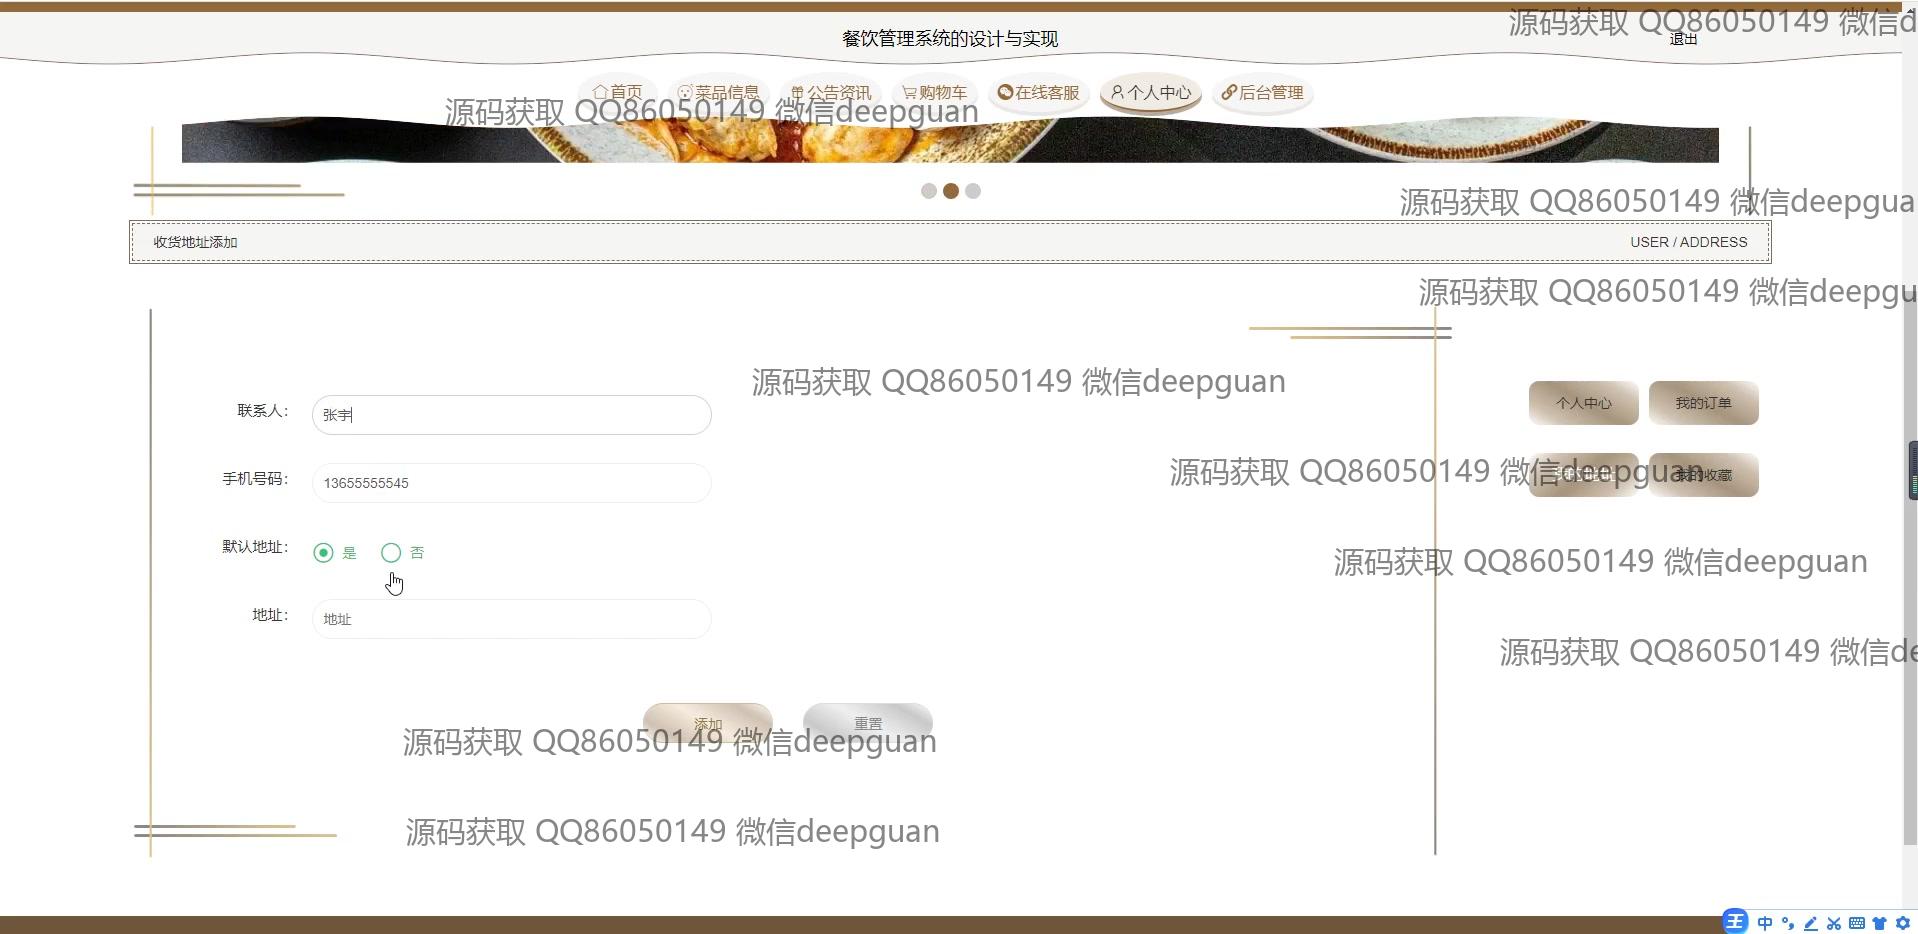 源码获取 QQ86050149 微信d
餐饮管理系统的设计与实现
退出
首页 菜品信息 公告资讯 购物车 在线客服 个人中心 后台管理
源码获取 QQ86050149 微信deepguan
源码获取 QQ86050149 微信deepgua
收货地址添加 USER / ADDRESS
源码获取 QQ86050149 微信deepgu
源码获取 QQ86050149 微信deepguan
联系人： 张宇
个人中心 我的订单
手机号码： 13655555545
源码获取 QQ86050149 微信deepguan
我的地址 我的收藏
默认地址： 是 否
源码获取 QQ86050149 微信deepguan
地址： 地址
源码获取 QQ86050149 微信de
添加 重置
源码获取 QQ86050149 微信deepguan
源码获取 QQ86050149 微信deepguan
王 中